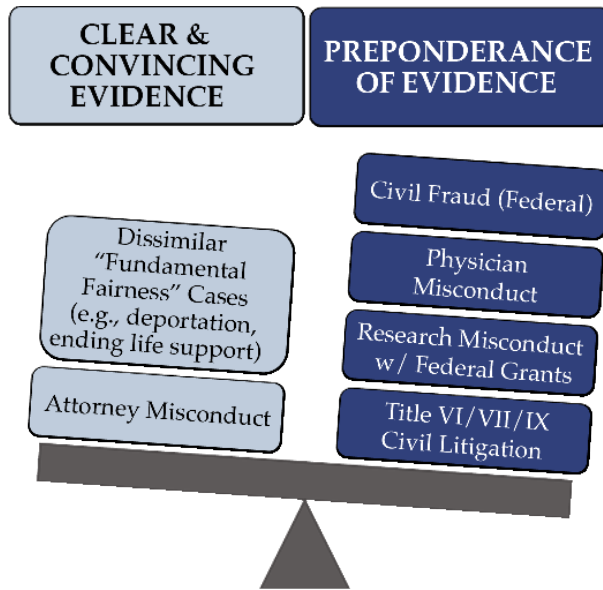 CLEAR &
CONVINCING
EVIDENCE
PREPONDERANCE
OF EVIDENCE
Dissimilar
“Fundamental
Fairness” Cases
(e.g., deportation,
ending life support)
Attorney Misconduct
Civil Fraud (Federal)
Physician
Misconduct
Research Misconduct
w/ Federal Grants
Title VI/VII/IX
Civil Litigation